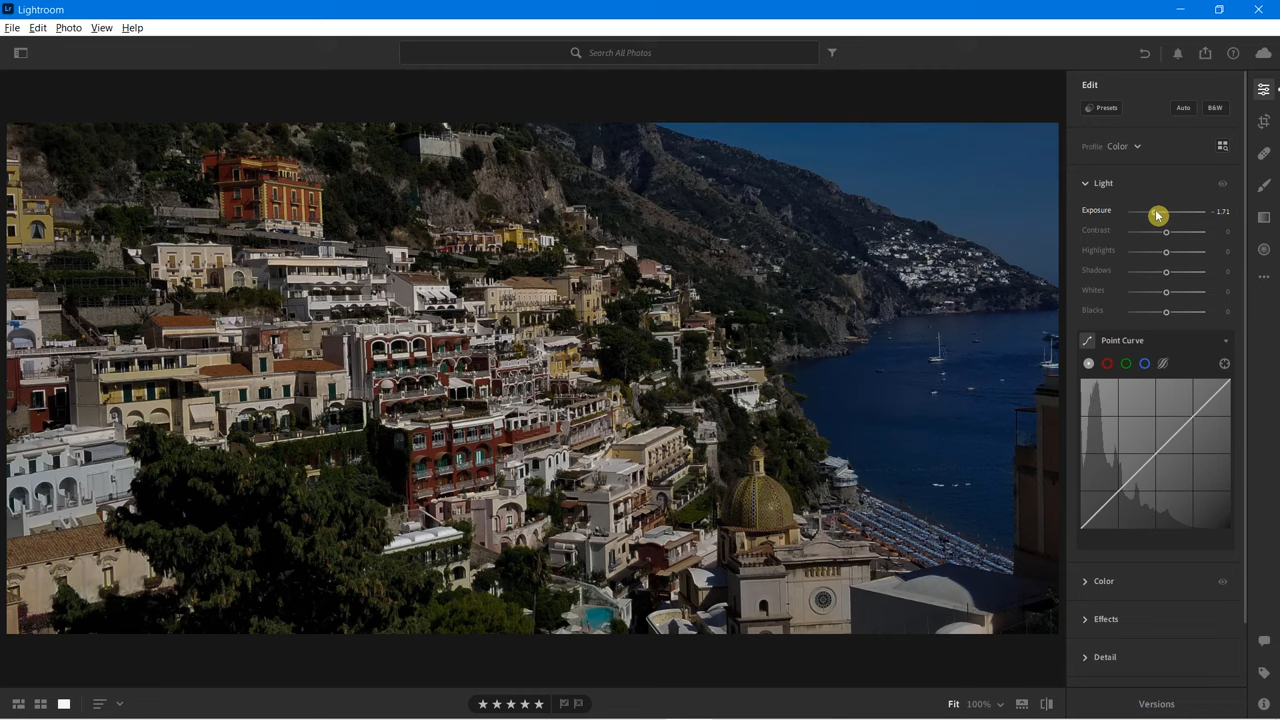 Lr Lightroom
File Edit Photo View Help
Search All Photos
Edit
Presets Auto B&W
Profile Color
Light
Exposure - 1.71
Contrast 0
Highlights 0
Shadows 0
Whites 0
Blacks 0
Point Curve
Color
Effects
Detail
Fit 100% Versions